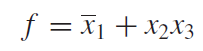 f = x̅₁ + x₂x₃